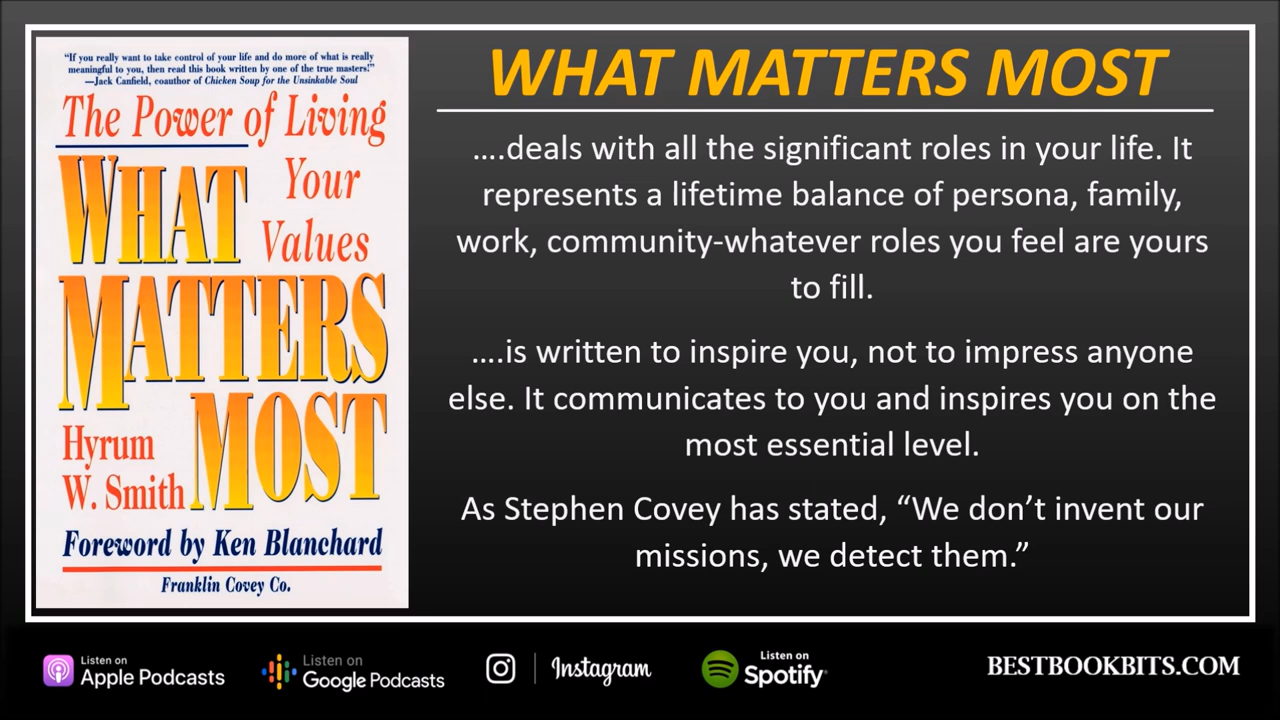 “If you really want to take control of your life and do more of what is really
meaningful to you, then read this book written by one of the true masters!”
—Jack Canfield, coauthor of Chicken Soup for the Unsinkable Soul
The Power of Living
Your
Values
WHAT
MATTERS
MOST
Hyrum
W. Smith
Foreword by Ken Blanchard
Franklin Covey Co.
WHAT MATTERS MOST
....deals with all the significant roles in your life. It
represents a lifetime balance of persona, family,
work, community-whatever roles you feel are yours
to fill.
....is written to inspire you, not to impress anyone
else. It communicates to you and inspires you on the
most essential level.
As Stephen Covey has stated, “We don’t invent our
missions, we detect them.”
Listen on
Apple Podcasts
Listen on
Google Podcasts
Instagram
Listen on
Spotify
BESTBOOKBITS.COM